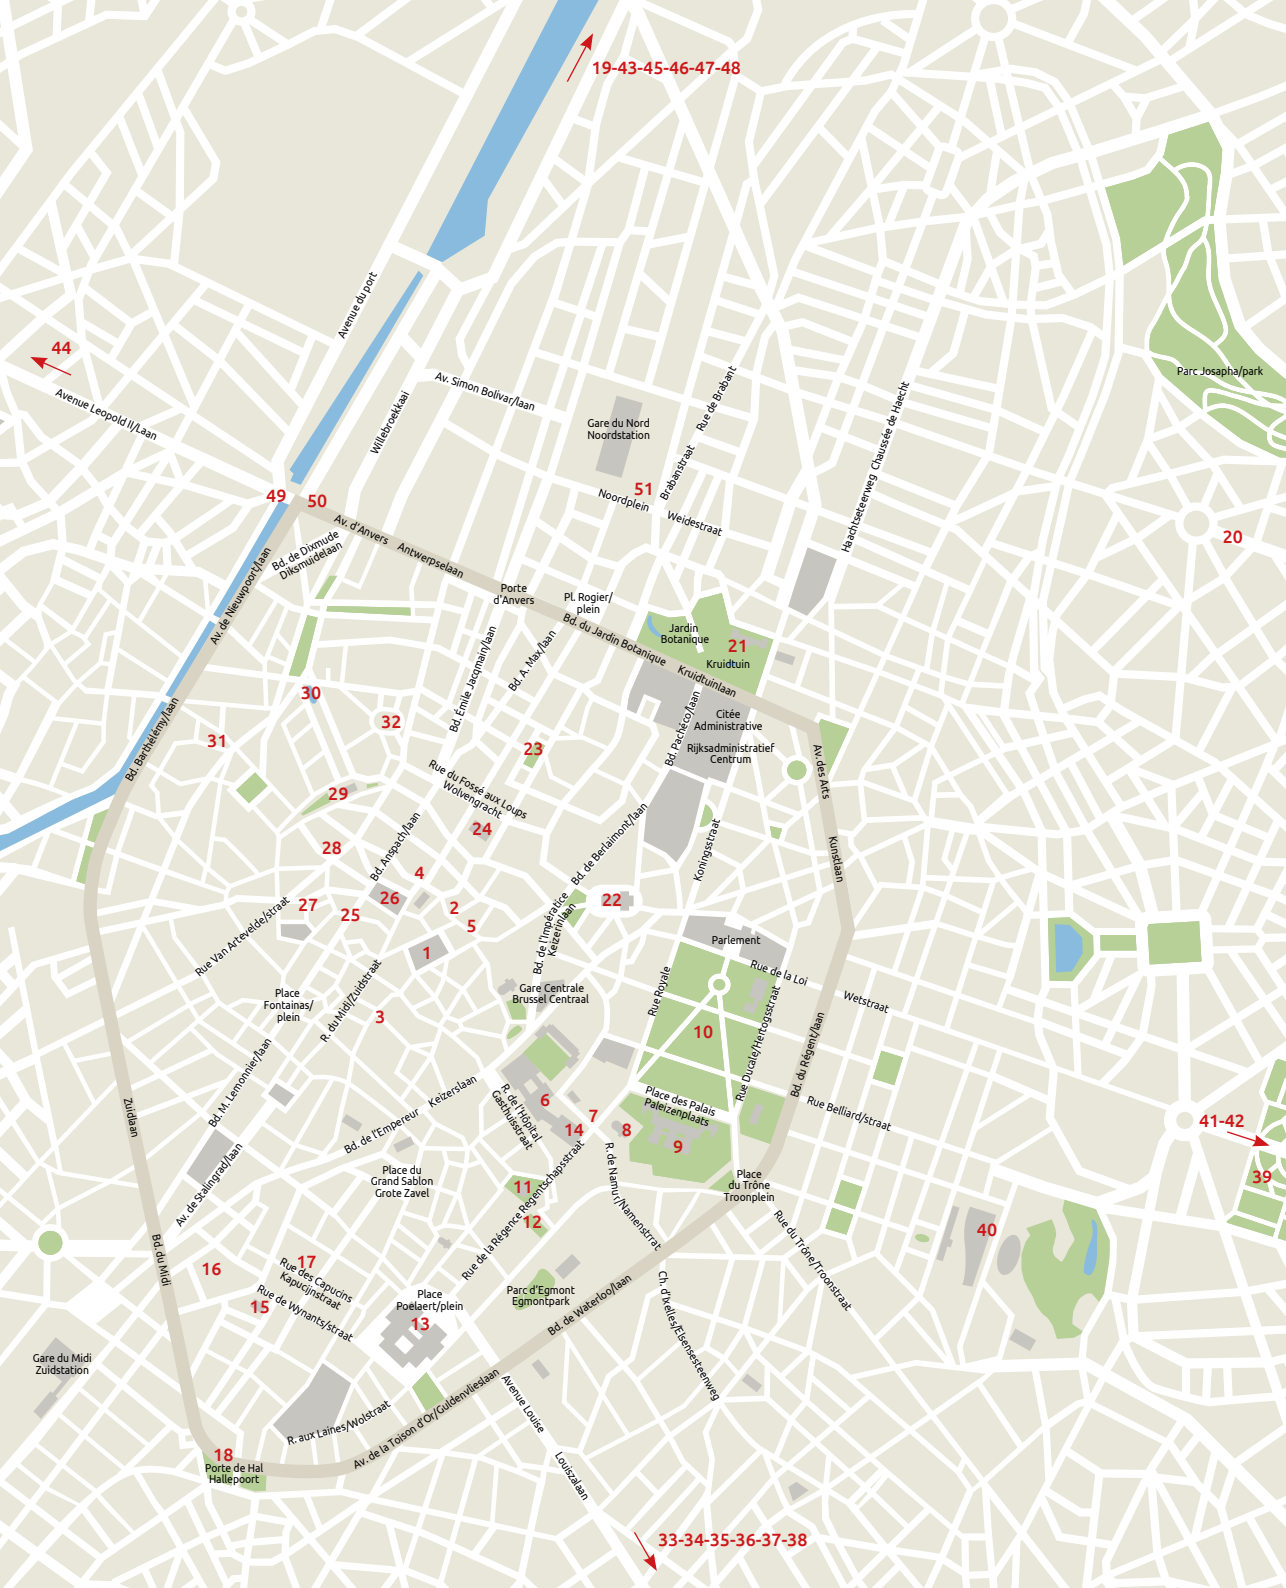 19-43-45-46-47-48
Avenue du port
44
Parc Josapha/park
Av. Simon Bolivar/laan
Avenue Leopold II/Laan
Willebroekkaai
Rue de Brabant
Brabanstraat
Chaussée de Haecht
Haachtseteerweg
Gare du Nord
Noordstation
51
49
50
Noordplein
Weidestraat
20
Av. d'Anvers
Antwerpselaan
Bd. de Dixmude
Diksmuidelaan
Av. de Nieuwpoort/laan
Porte
d'Anvers
Pl. Rogier/
plein
Bd. du Jardin Botanique
Kruidtuinlaan
Jardin
Botanique
21
Kruidtuin
Bd. Émile Jacqmain/laan
Bd. A. Max/laan
30
32
31
Bd. Barthélémy/laan
Citée
Administrative
Rijksadministratief
Centrum
Bd. Pachéco/laan
23
Av. des Arts
Kunstlaan
Rue du Fossé aux Loups
Wolvengracht
29
24
28
Bd. Anspach/laan
4
Bd. de Berlaimont/laan
Koningsstraat
27
25
26
2
5
22
Rue Van Artevelde/straat
1
Bd. de l'Impératice
Keizerinlaan
Parlement
Rue de la Loi
Wetstraat
Gare Centrale
Brussel Centraal
Rue Royale
Place
Fontainas/
plein
R. du Midi/Zuidstraat
3
10
Rue Ducale/Hertogsstraat
Bd. du Régent/laan
Bd. M. Lemonnier/laan
Zuidlaan
Bd. de l'Empereur
Keizerslaan
R. de l'Hôpital
Gasthuisstraat
6
7
14
8
9
Place des Palais
Paleizenplaats
Rue Belliard/straat
41-42
39
Place du
Grand Sablon
Grote Zavel
11
12
Rue de la Régence Regentschapsstraat
R. de Namur/Namenstrrat
Place
du Trône
Troonplein
Av. de Stalingrad/laan
Bd. du Midi
Rue du Trône/Troonstraat
40
16
17
Rue des Capucins
Kapucijnstraat
15
Rue de Wynants/straat
Place
Poelaert/plein
13
Parc d'Egmont
Egmontpark
Bd. de Waterloo/laan
Ch. d'Ixelles/Elsensesteenweg
Gare du Midi
Zuidstation
R. aux Laines/Wolstraat
Av. de la Toison d'Or/Guldenvlieslaan
Avenue Louise
Louizalaan
18
Porte de Hal
Hallepoort
33-34-35-36-37-38